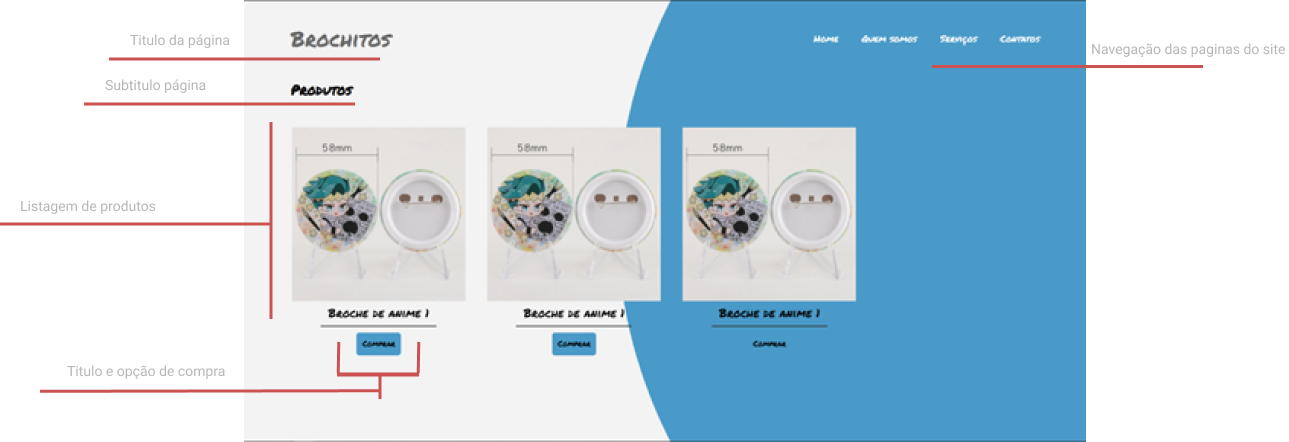 Titulo da página
Brochitos
Home Quem somos Serviços Contatos
Navegação das paginas do site
Subtitulo página
Produtos
58mm 58mm 58mm
Listagem de produtos
Broche de anime 1 Broche de anime 1 Broche de anime 1
Comprar Comprar Comprar
Titulo e opção de compra